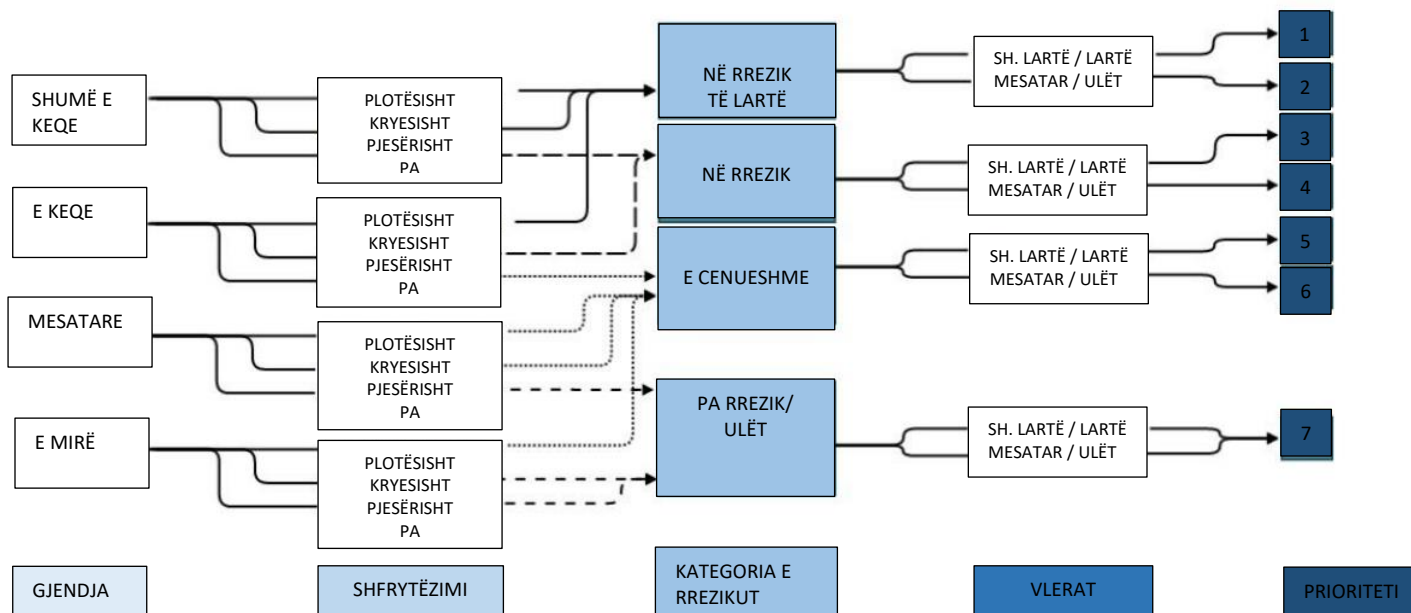 SHUMË E
KEQE
E KEQE
MESATARE
E MIRË
GJENDJA
PLOTËSISHT
KRYESISHT
PJESËRISHT
PA
PLOTËSISHT
KRYESISHT
PJESËRISHT
PA
PLOTËSISHT
KRYESISHT
PJESËRISHT
PA
PLOTËSISHT
KRYESISHT
PJESËRISHT
PA
SHFRYTËZIMI
NË RREZIK
TË LARTË
NË RREZIK
E CENUESHME
PA RREZIK/
ULËT
KATEGORIA E
RREZIKUT
SH. LARTË / LARTË
MESATAR / ULËT
SH. LARTË / LARTË
MESATAR / ULËT
SH. LARTË / LARTË
MESATAR / ULËT
SH. LARTË / LARTË
MESATAR / ULËT
VLERAT
1
2
3
4
5
6
7
PRIORITETI